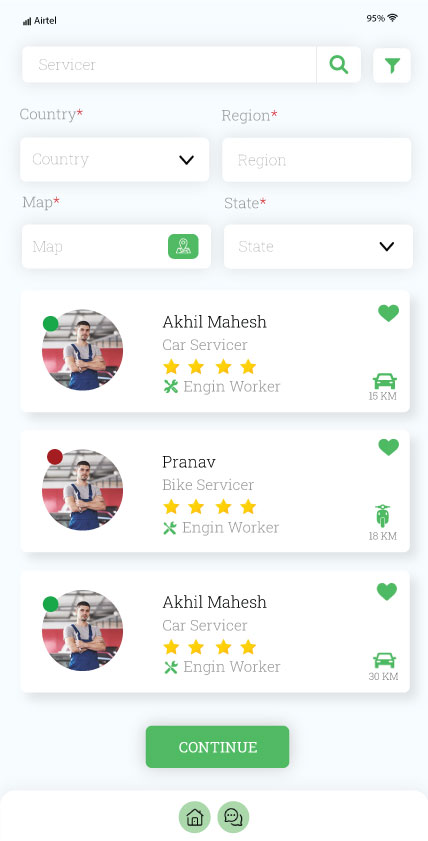 Airtel 95%
Servicer
Country* Region*
Country Region
Map* State*
Map State
Akhil Mahesh
Car Servicer
Engin Worker
15 KM
Pranav
Bike Servicer
Engin Worker
18 KM
Akhil Mahesh
Car Servicer
Engin Worker
30 KM
CONTINUE